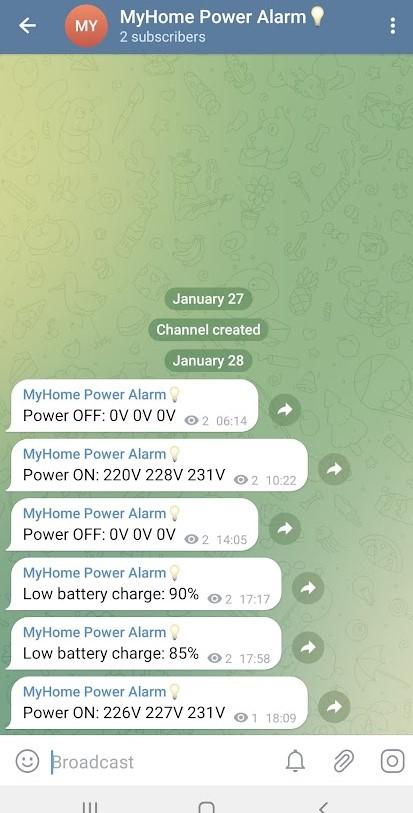 MY
MyHome Power Alarm💡
2 subscribers
January 27
Channel created
January 28
MyHome Power Alarm💡
Power OFF: 0V 0V 0V 2 06:14
MyHome Power Alarm💡
Power ON: 220V 228V 231V 2 10:22
MyHome Power Alarm💡
Power OFF: 0V 0V 0V 2 14:05
MyHome Power Alarm💡
Low battery charge: 90% 2 17:17
MyHome Power Alarm💡
Low battery charge: 85% 2 17:58
MyHome Power Alarm💡
Power ON: 226V 227V 231V 1 18:09
Broadcast